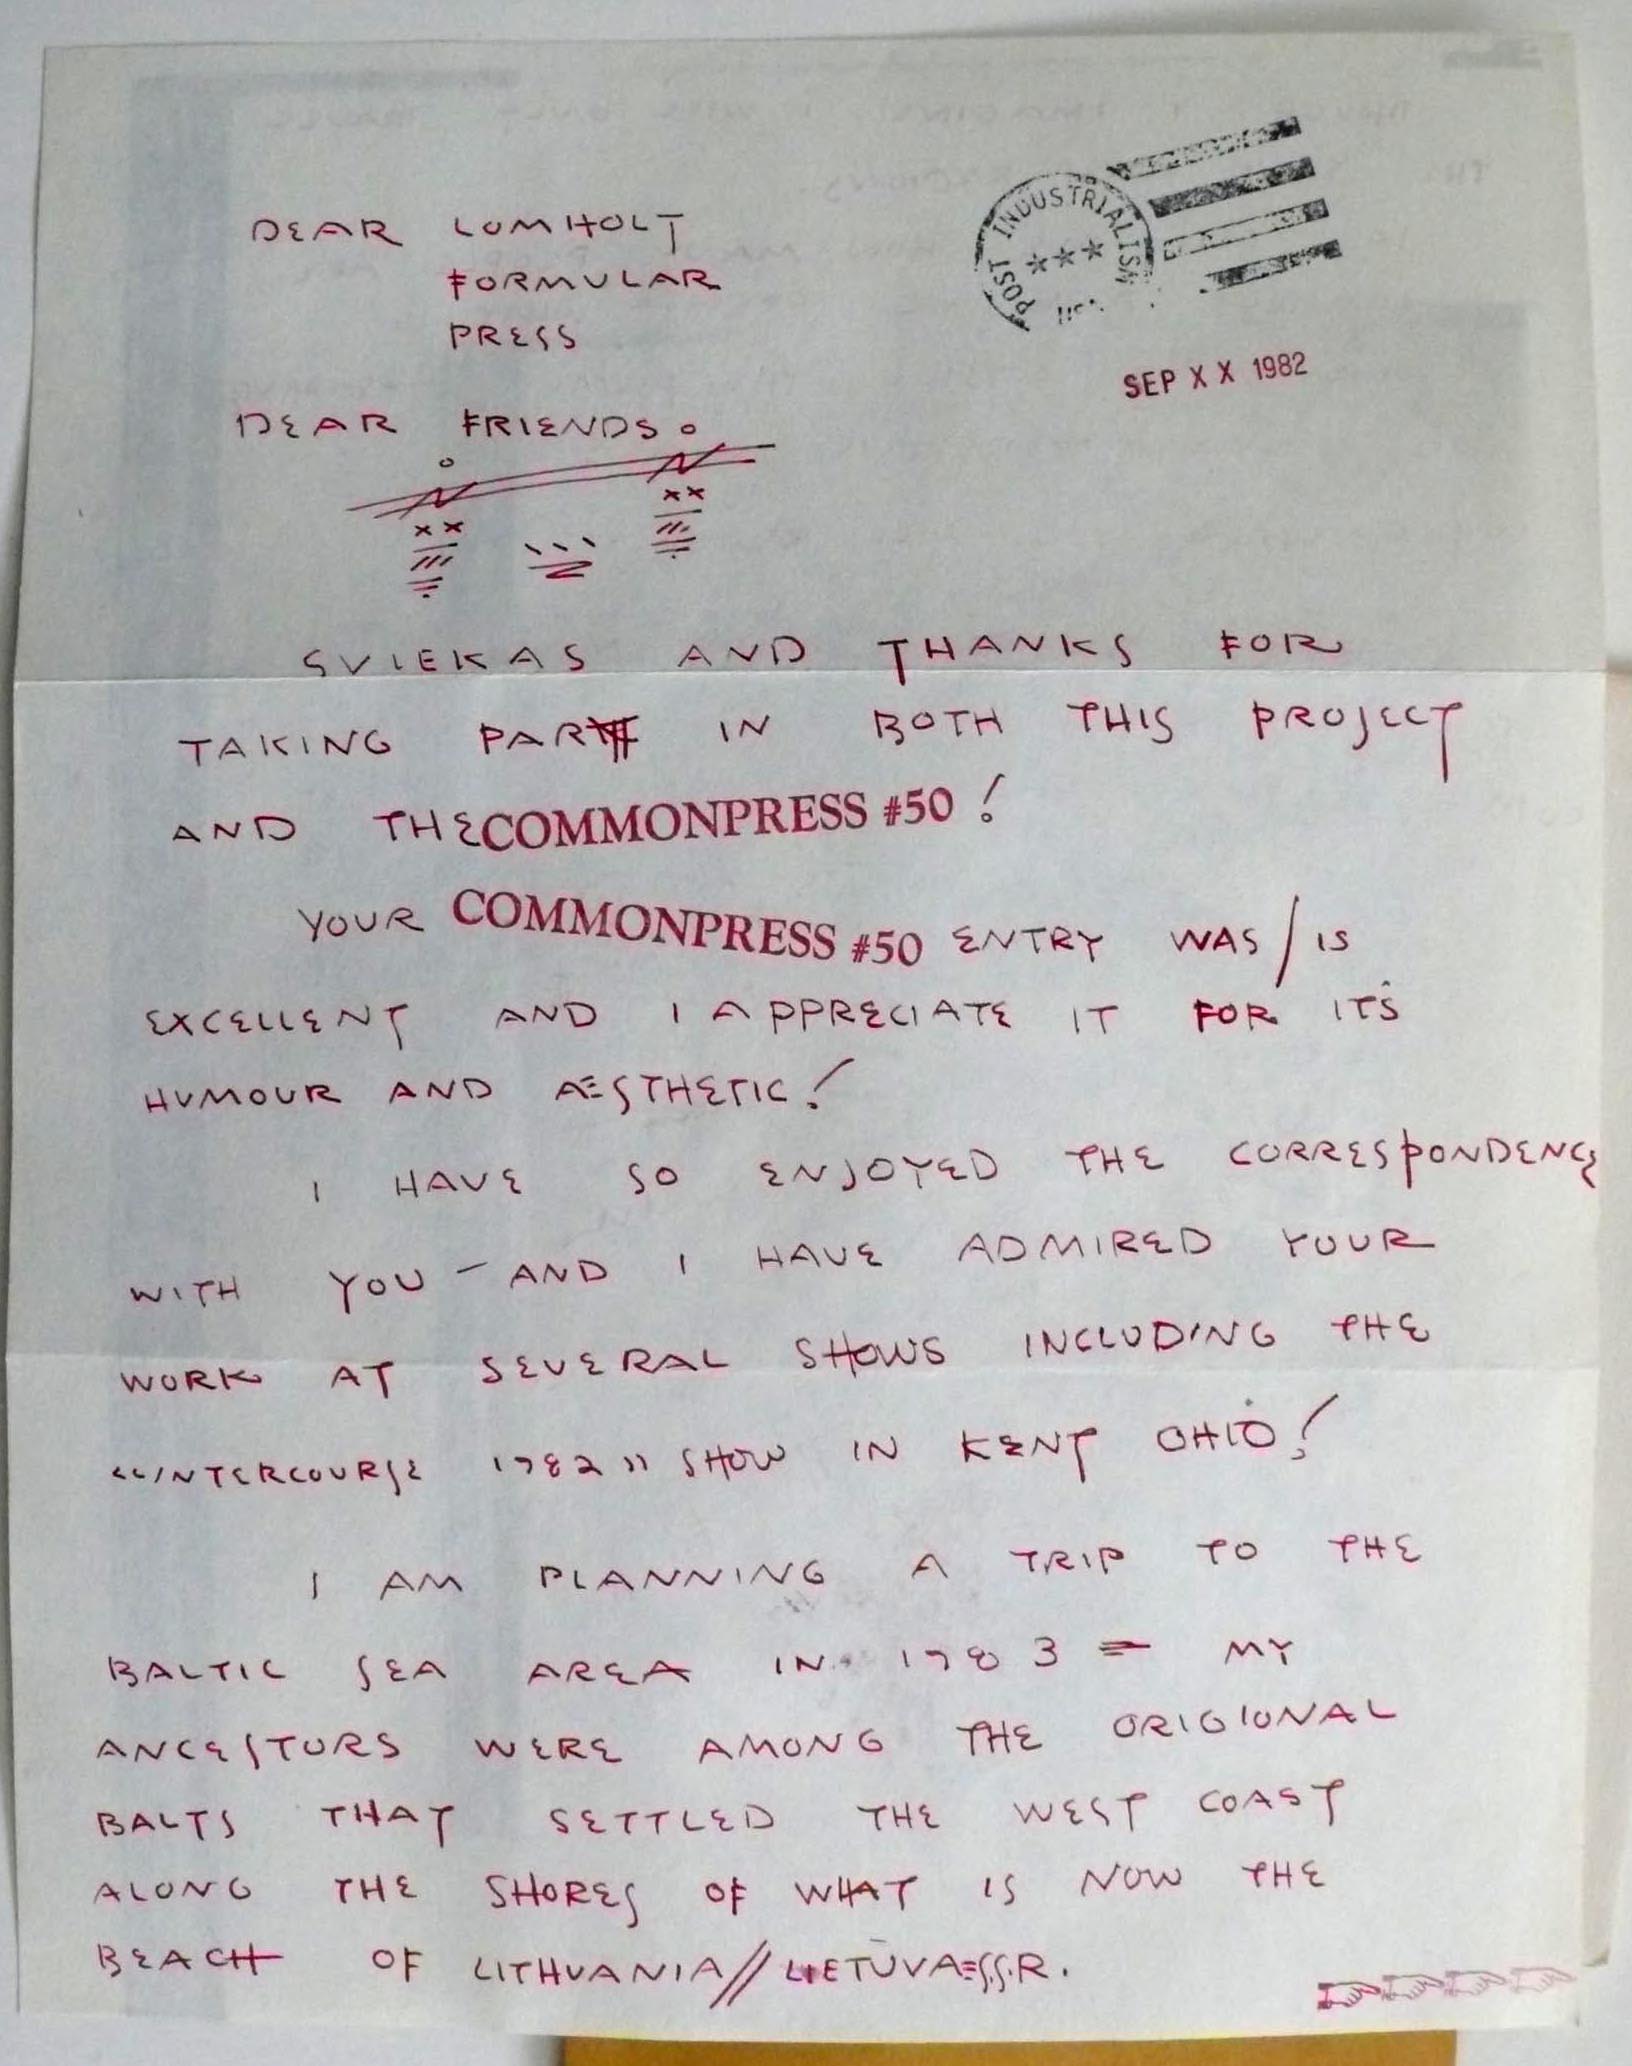 POST INDUSTRIALISM
SEP X X 1982
DEAR LOMHOLT
FORMULAR
PRESS
DEAR FRIENDS
SVIEKAS AND THANKS FOR
TAKING PART IN BOTH THIS PROJECT
AND THE COMMONPRESS #50 !
YOUR COMMONPRESS #50 ENTRY WAS / IS
EXCELLENT AND I APPRECIATE IT FOR IT'S
HUMOUR AND AESTHETIC!
I HAVE SO ENJOYED THE CORRESPONDENCE
WITH YOU – AND I HAVE ADMIRED YOUR
WORK AT SEVERAL SHOWS INCLUDING THE
"INTERCOURSE 1982" SHOW IN KENT OHIO!
I AM PLANNING A TRIP TO THE
BALTIC SEA AREA IN 1983 = MY
ANCESTORS WERE AMONG THE ORIGIONAL
BALTS THAT SETTLED THE WEST COAST
ALONG THE SHORES OF WHAT IS NOW THE
BEACH OF LITHUANIA // LIETUVA S.S.R.